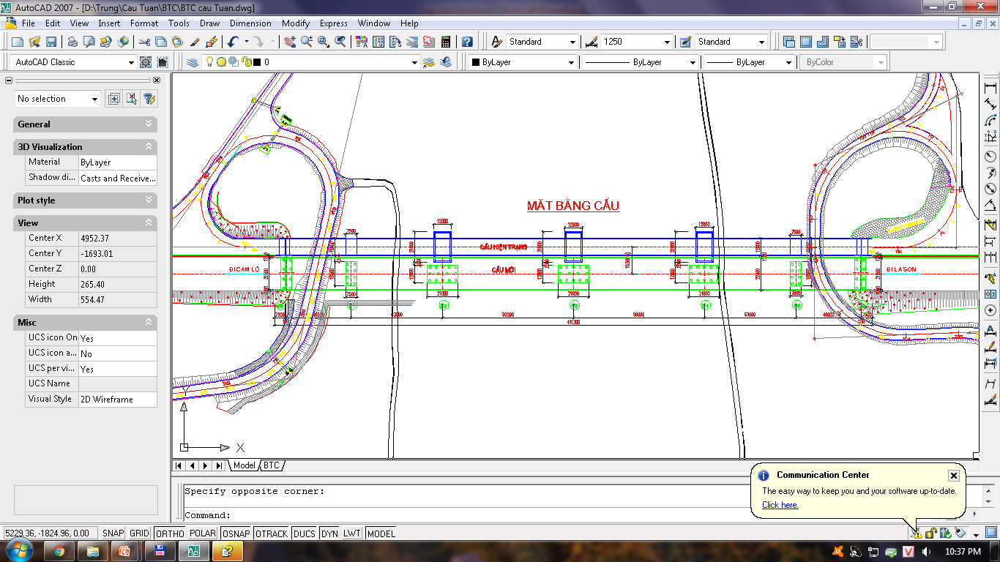 AutoCAD 2007 - [D:\Trung\Cau Tuan\BTC\BTC cau Tuan.dwg]
File Edit View Insert Format Tools Draw Dimension Modify Express Window Help
Standard 1250 Standard
AutoCAD Classic 0 ByLayer ByLayer ByLayer ByColor
No selection
General
3D Visualization
Material ByLayer
Shadow di... Casts and Receive...
Plot style
View
Center X 4952.37
Center Y -1693.01
Center Z 0.00
Height 265.40
Width 554.47
Misc
UCS icon On Yes
UCS icon a... No
UCS per vi... Yes
UCS Name
Visual Style 2D Wireframe
MẶT BẰNG CẦU
12000 12000 12000
7500 7500
CẦU HIỆN TRẠNG
ĐI CAM LỘ CẦU MỚI ĐI LA SON
7500 21000 21000 21000 7500
90000 90000 63000
411300
Y
X
Model BTC
Specify opposite corner:
Command:
Communication Center
The easy way to keep you and your software up-to-date.
Click here.
5229.36, -1824.96, 0.00 SNAP GRID ORTHO POLAR OSNAP OTRACK DUCS DYN LWT MODEL
10:37 PM